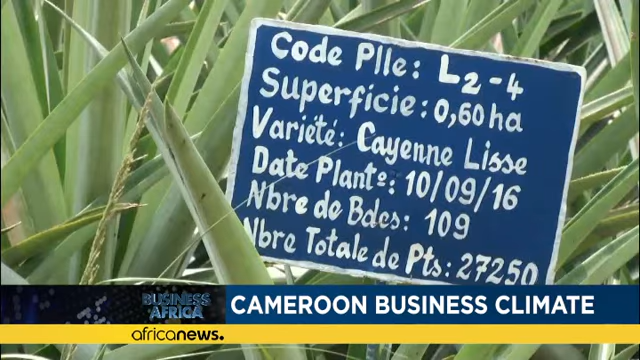 Code Plle: L2-4
Superficie: 0,60 ha
Variété: Cayenne Lisse
Date Plantº: 10/09/16
Nbre de Bdes: 109
Nbre Totale de Pts: 27250
BUSINESS AFRICA
CAMEROON BUSINESS CLIMATE
africanews.